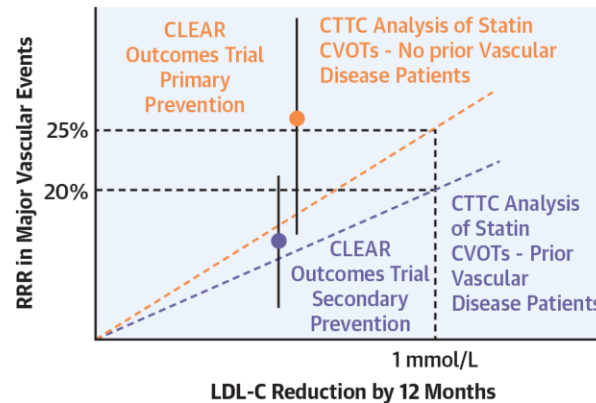 CLEAR
Outcomes Trial
Primary
Prevention
CTTC Analysis of Statin
CVOTs - No prior Vascular
Disease Patients
RRR in Major Vascular Events
25%
20%
CLEAR
Outcomes Trial
Secondary
Prevention
CTTC Analysis
of Statin
CVOTs - Prior
Vascular
Disease Patients
1 mmol/L
LDL-C Reduction by 12 Months